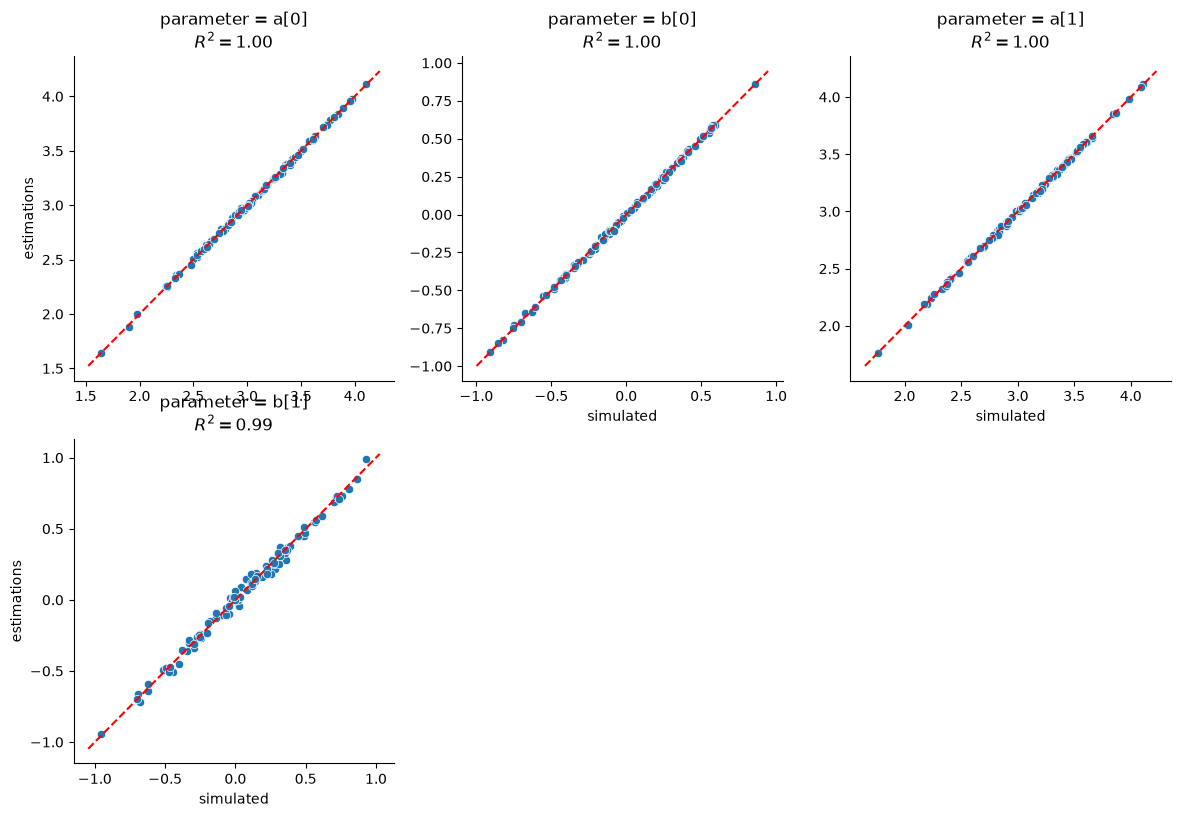 parameter = a[0]
R² = 1.00
estimations
4.0
3.5
3.0
2.5
2.0
1.5
1.5 2.0 2.5 3.0 3.5 4.0
parameter = b[0]
R² = 1.00
1.00
0.75
0.50
0.25
0.00
−0.25
−0.50
−0.75
−1.00
−1.0 −0.5 0.0 0.5 1.0
simulated
parameter = a[1]
R² = 1.00
4.0
3.5
3.0
2.5
2.0
2.0 2.5 3.0 3.5 4.0
simulated
parameter = b[1]
R² = 0.99
estimations
1.0
0.5
0.0
−0.5
−1.0
−1.0 −0.5 0.0 0.5 1.0
simulated